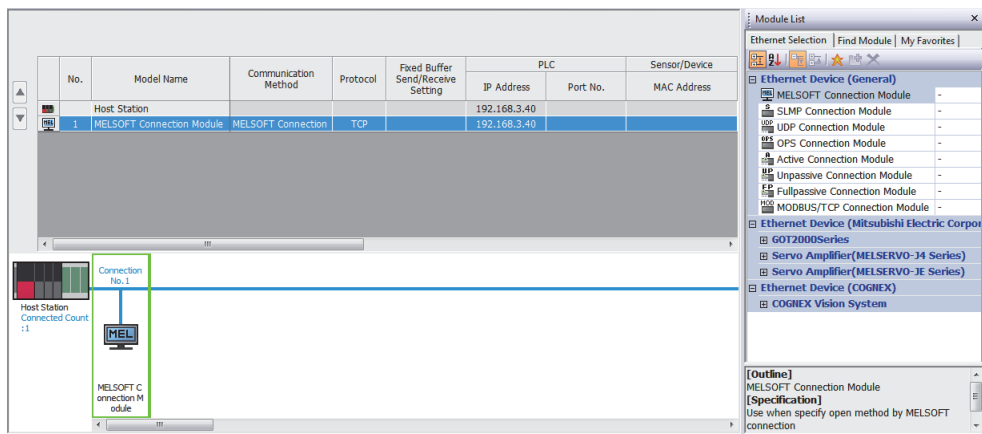 No.
Model Name
Communication
Method
Protocol
Fixed Buffer
Send/Receive
Setting
PLC
IP Address
Port No.
Sensor/Device
MAC Address
Host Station 192.168.3.40
1 MELSOFT Connection Module MELSOFT Connection TCP 192.168.3.40
Host Station
Connected Count
:1
Connection
No.1
MEL
MELSOFT C
onnection M
odule
Module List
Ethernet Selection Find Module My Favorites
Ethernet Device (General)
MELSOFT Connection Module -
SLMP Connection Module -
UDP Connection Module -
OPS Connection Module -
Active Connection Module -
Unpassive Connection Module -
Fullpassive Connection Module -
MODBUS/TCP Connection Module -
Ethernet Device (Mitsubishi Electric Corpor
GOT2000Series
Servo Amplifier(MELSERVO-J4 Series)
Servo Amplifier(MELSERVO-JE Series)
Ethernet Device (COGNEX)
COGNEX Vision System
[Outline]
MELSOFT Connection Module
[Specification]
Use when specify open method by MELSOFT
connection